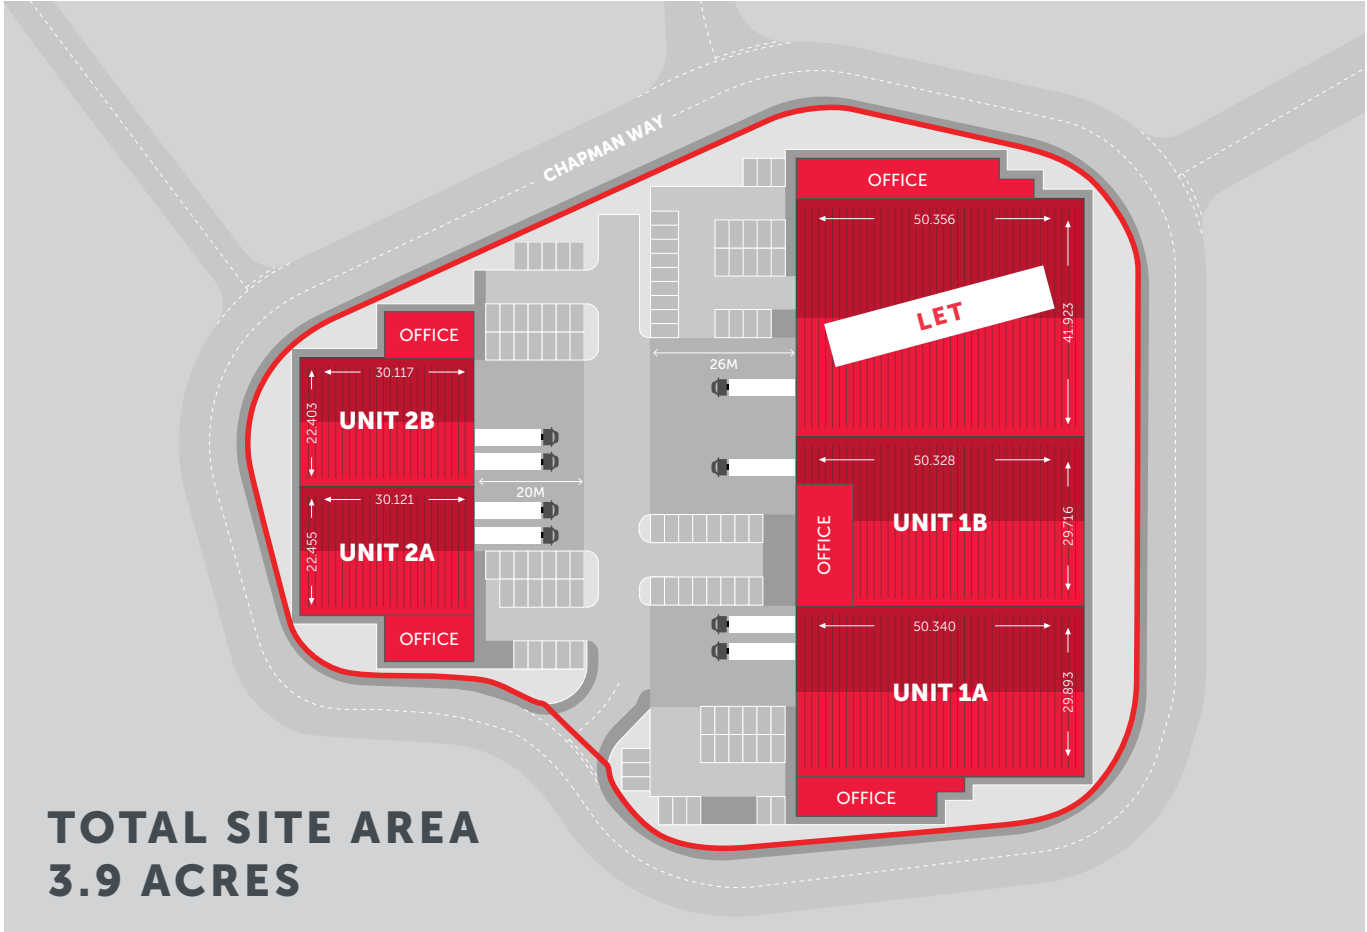 CHAPMAN WAY
OFFICE
50.356
41.923
LET
26M
OFFICE
30.117
22.403
UNIT 2B
20M
30.121
22.455
UNIT 2A
OFFICE
50.328
29.716
UNIT 1B
OFFICE
50.340
29.893
UNIT 1A
OFFICE
TOTAL SITE AREA
3.9 ACRES